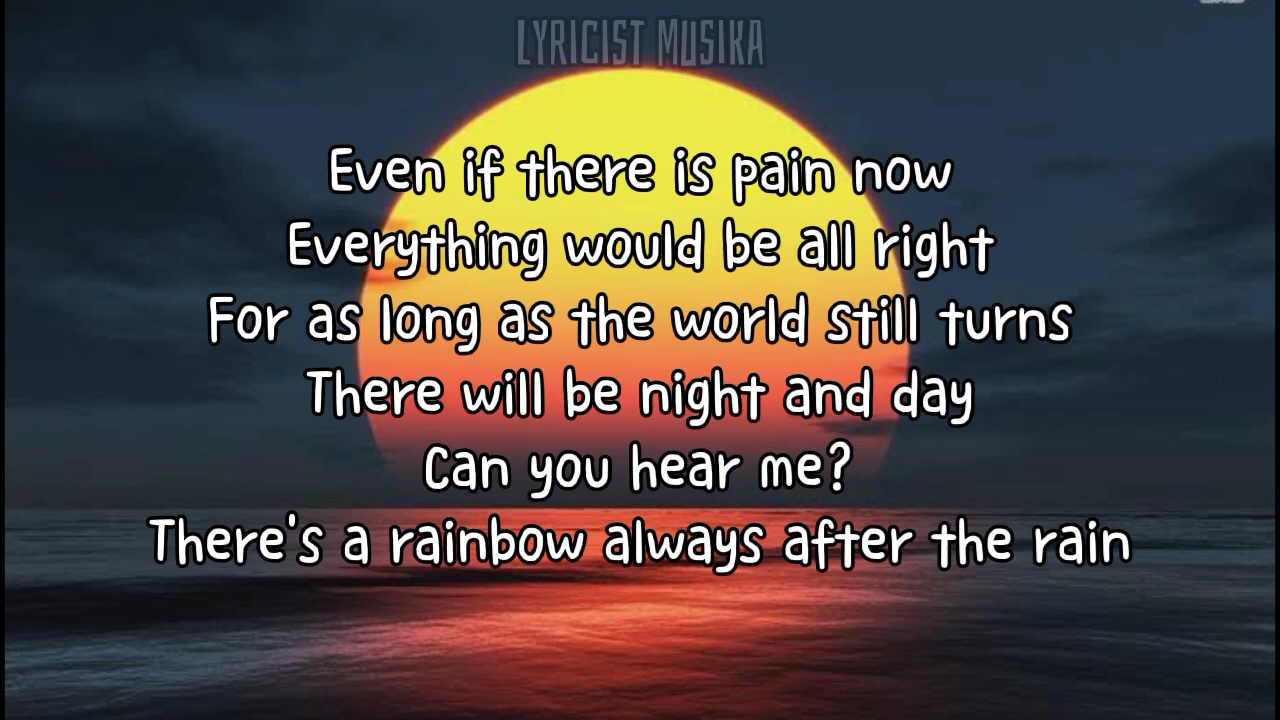 LYRICIST MUSIKA
Even if there is pain now
Everything would be all right
For as long as the world still turns
There will be night and day
Can you hear me?
There's a rainbow always after the rain